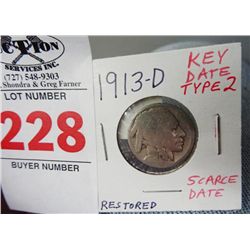 CTION
SERVICES INC.
(727) 548-9303
Shondra & Greg Farner
LOT NUMBER
228
BUYER NUMBER
1913-D
KEY
DATE
TYPE 2
SCARCE
DATE
RESTORED